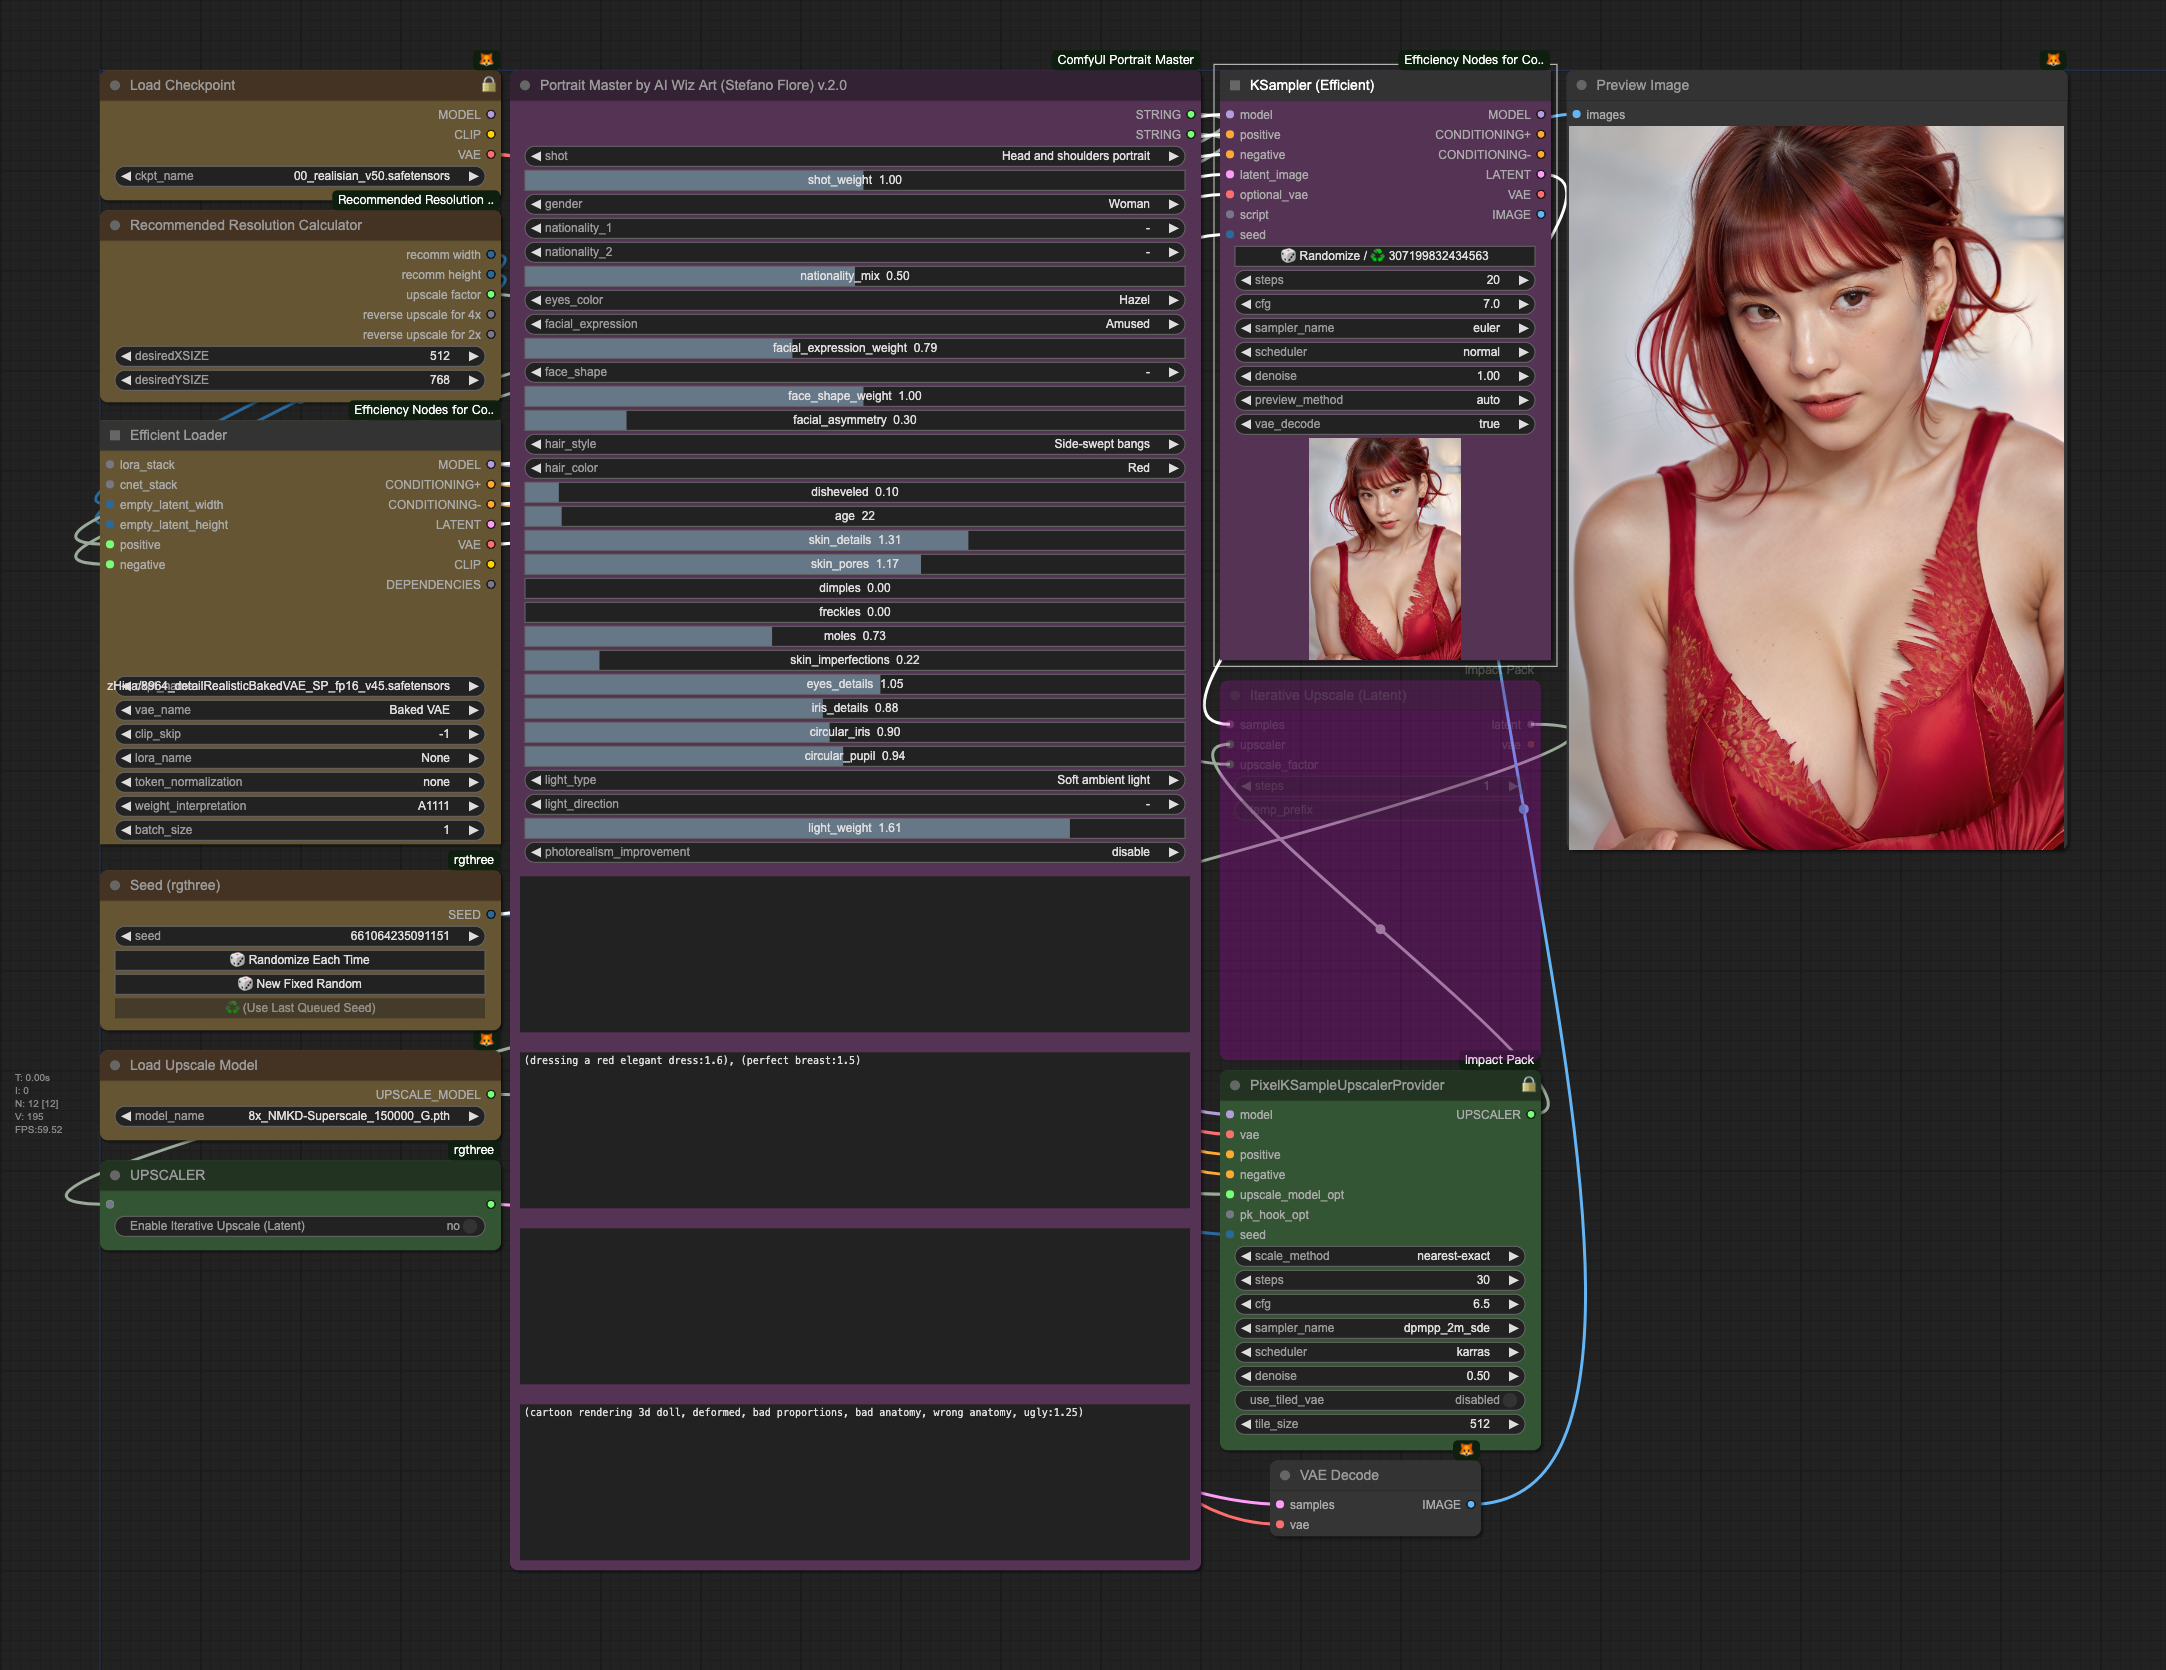 Load Checkpoint
MODEL
CLIP
VAE
ckpt_name 00_realisian_v50.safetensors
Recommended Resolution ..
Recommended Resolution Calculator
recomm width
recomm height
upscale factor
reverse upscale for 4x
reverse upscale for 2x
desiredXSIZE 512
desiredYSIZE 768
Efficiency Nodes for Co..
Efficient Loader
lora_stack MODEL
cnet_stack CONDITIONING+
empty_latent_width CONDITIONING-
empty_latent_height LATENT
positive VAE
negative CLIP
DEPENDENCIES
detailRealisticBakedVAE_SP_fp16_v45.safetensors
vae_name Baked VAE
clip_skip -1
lora_name None
token_normalization none
weight_interpretation A1111
batch_size 1
rgthree
Seed (rgthree)
SEED
seed 661064235091151
Randomize Each Time
New Fixed Random
(Use Last Queued Seed)
Load Upscale Model
UPSCALE_MODEL
model_name 8x_NMKD-Superscale_150000_G.pth
rgthree
UPSCALER
Enable Iterative Upscale (Latent) no
T: 0.00s
I: 0
N: 12 [12]
V: 195
FPS:59.52
ComfyUI Portrait Master
Portrait Master by AI Wiz Art (Stefano Flore) v.2.0
STRING
STRING
shot Head and shoulders portrait
shot_weight 1.00
gender Woman
nationality_1 -
nationality_2 -
nationality_mix 0.50
eyes_color Hazel
facial_expression Amused
facial_expression_weight 0.79
face_shape -
face_shape_weight 1.00
facial_asymmetry 0.30
hair_style Side-swept bangs
hair_color Red
disheveled 0.10
age 22
skin_details 1.31
skin_pores 1.17
dimples 0.00
freckles 0.00
moles 0.73
skin_imperfections 0.22
eyes_details 1.05
iris_details 0.88
circular_iris 0.90
circular_pupil 0.94
light_type Soft ambient light
light_direction -
light_weight 1.61
photorealism_improvement disable
(dressing a red elegant dress:1.6), (perfect breast:1.5)
(cartoon rendering 3d doll, deformed, bad proportions, bad anatomy, wrong anatomy, ugly:1.25)
Efficiency Nodes for Co..
KSampler (Efficient)
model MODEL
positive CONDITIONING+
negative CONDITIONING-
latent_image LATENT
optional_vae VAE
script IMAGE
seed
Randomize / 307199832434563
steps 20
cfg 7.0
sampler_name euler
scheduler normal
denoise 1.00
preview_method auto
vae_decode true
Impact Pack
Iterative Upscale (Latent)
samples latent
upscaler vae
upscale_factor
steps 1
temp_prefix
Impact Pack
PixelKSampleUpscalerProvider
model UPSCALER
vae
positive
negative
upscale_model_opt
pk_hook_opt
seed
scale_method nearest-exact
steps 30
cfg 6.5
sampler_name dpmpp_2m_sde
scheduler karras
denoise 0.50
use_tiled_vae disabled
tile_size 512
VAE Decode
samples IMAGE
vae
Preview Image
images